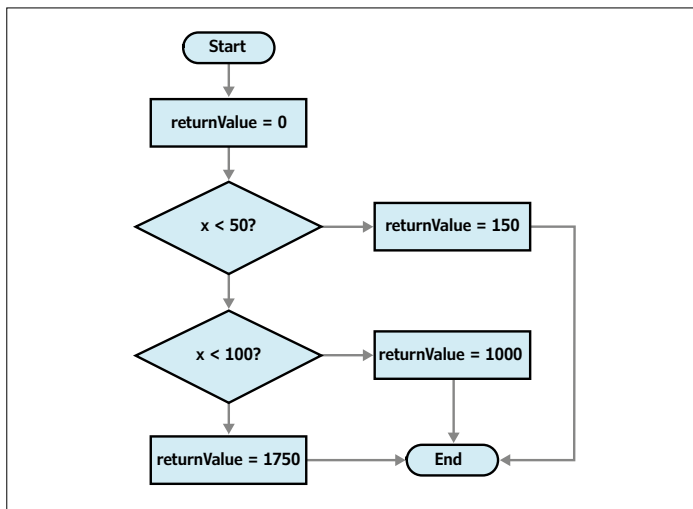 Start
returnValue = 0
x < 50?
returnValue = 150
x < 100?
returnValue = 1000
returnValue = 1750
End